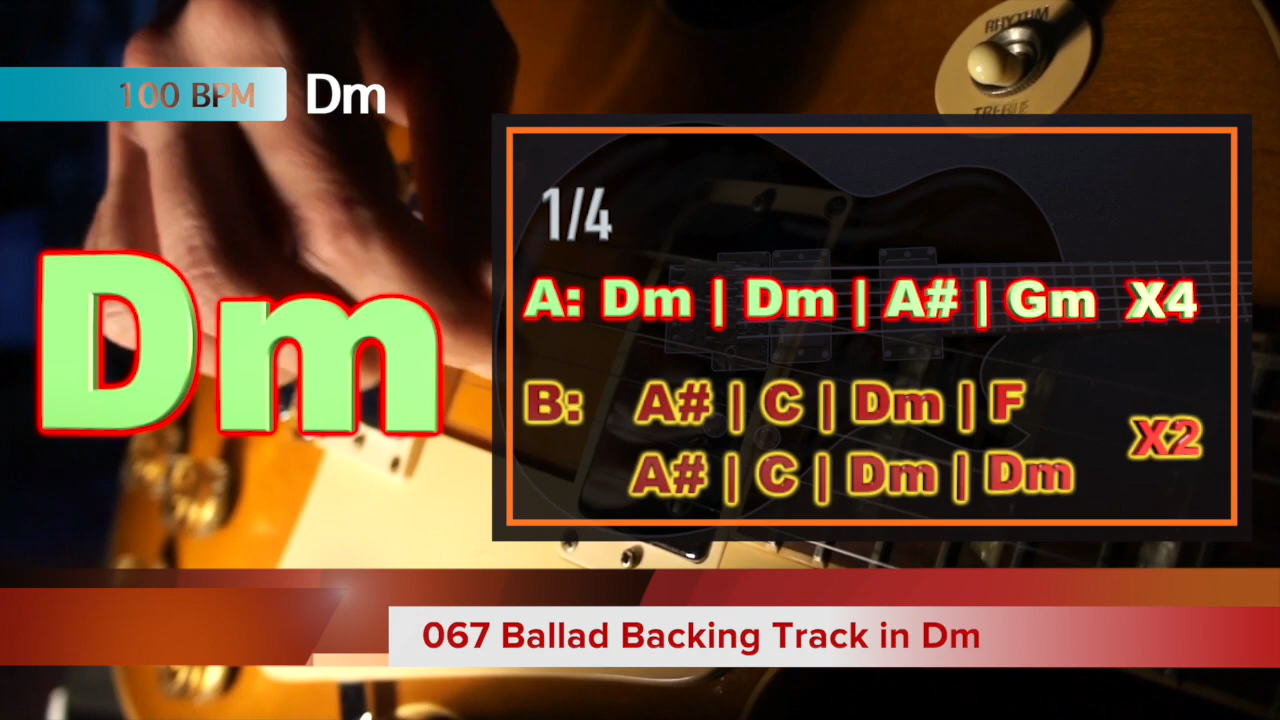 RHYTHM
TREBLE
100 BPM
Dm
Dm
1/4
A: Dm | Dm | A# | Gm X4
B: A# | C | Dm | F
A# | C | Dm | Dm
X2
067 Ballad Backing Track in Dm